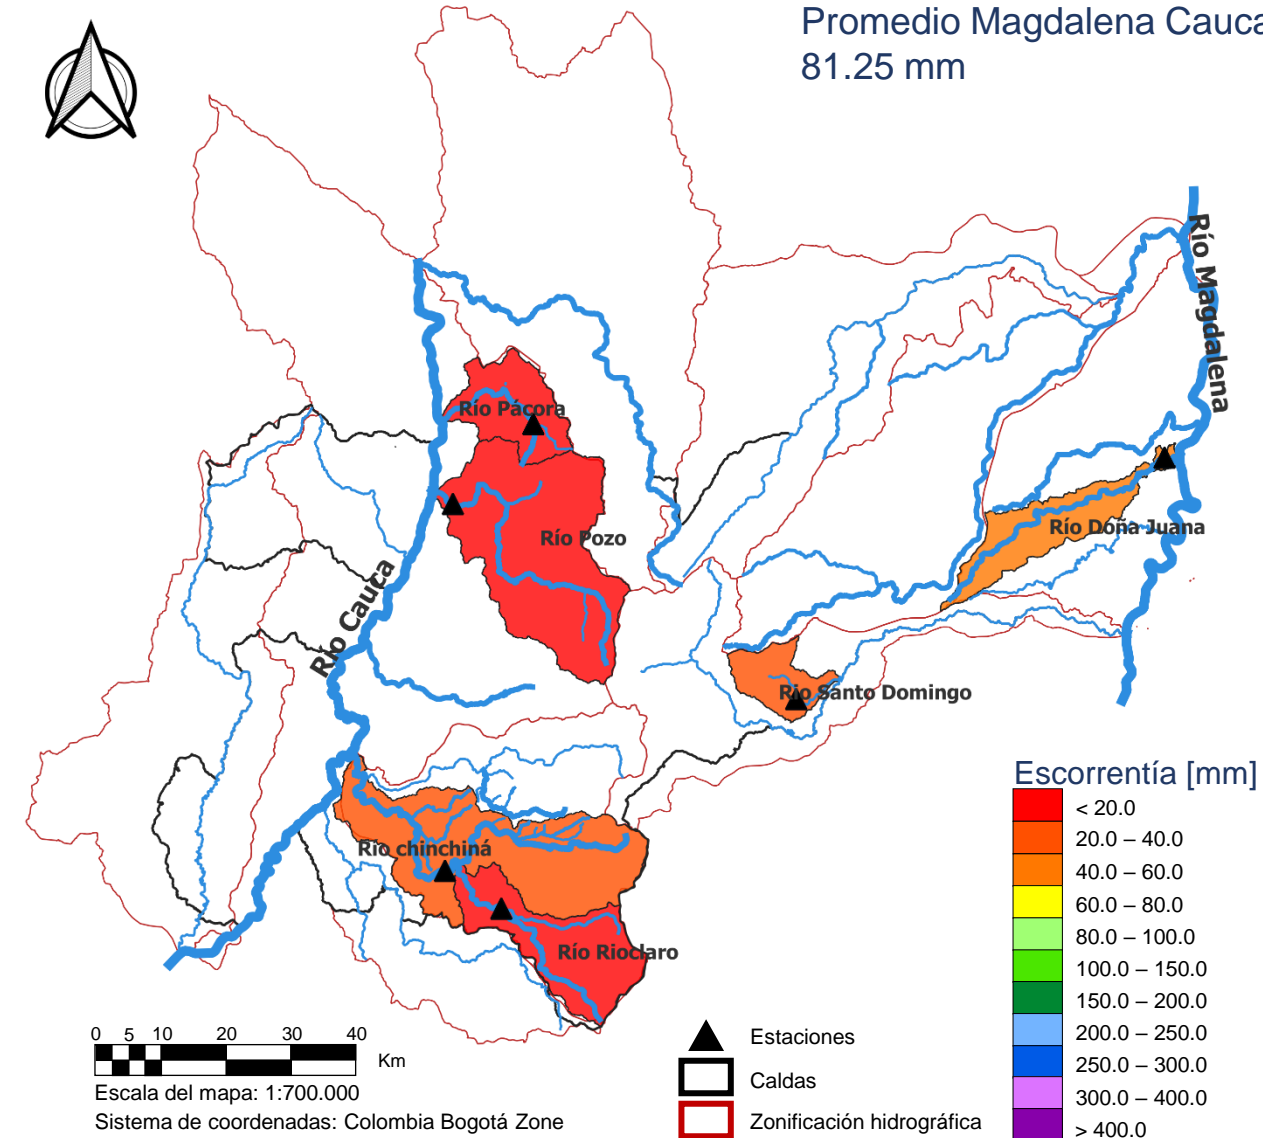 Promedio Magdalena Cauca
81.25 mm
Río Magdalena
Río Pácora
Río Pozo
Río Doña Juana
Río Cauca
Río Santo Domingo
Río chinchiná
Río Rioclaro
Escorrentía [mm]
< 20.0
20.0 – 40.0
40.0 – 60.0
60.0 – 80.0
80.0 – 100.0
100.0 – 150.0
150.0 – 200.0
200.0 – 250.0
250.0 – 300.0
300.0 – 400.0
> 400.0
0 5 10 20 30 40
Km
Escala del mapa: 1:700.000
Sistema de coordenadas: Colombia Bogotá Zone
Estaciones
Caldas
Zonificación hidrográfica